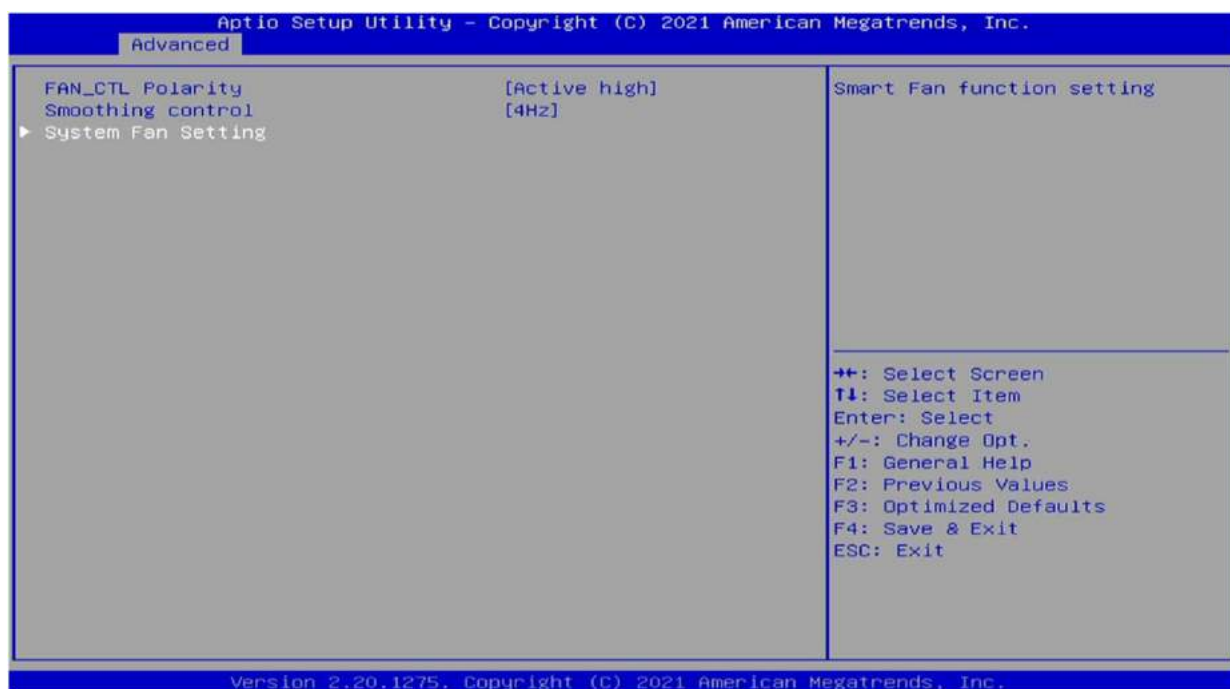 Aptio Setup Utility – Copyright (C) 2021 American Megatrends, Inc.
Advanced
FAN_CTL Polarity [Active high]
Smoothing control [4Hz]
► System Fan Setting
Smart Fan function setting
→←: Select Screen
↑↓: Select Item
Enter: Select
+/-: Change Opt.
F1: General Help
F2: Previous Values
F3: Optimized Defaults
F4: Save & Exit
ESC: Exit
Version 2.20.1275. Copyright (C) 2021 American Megatrends, Inc.